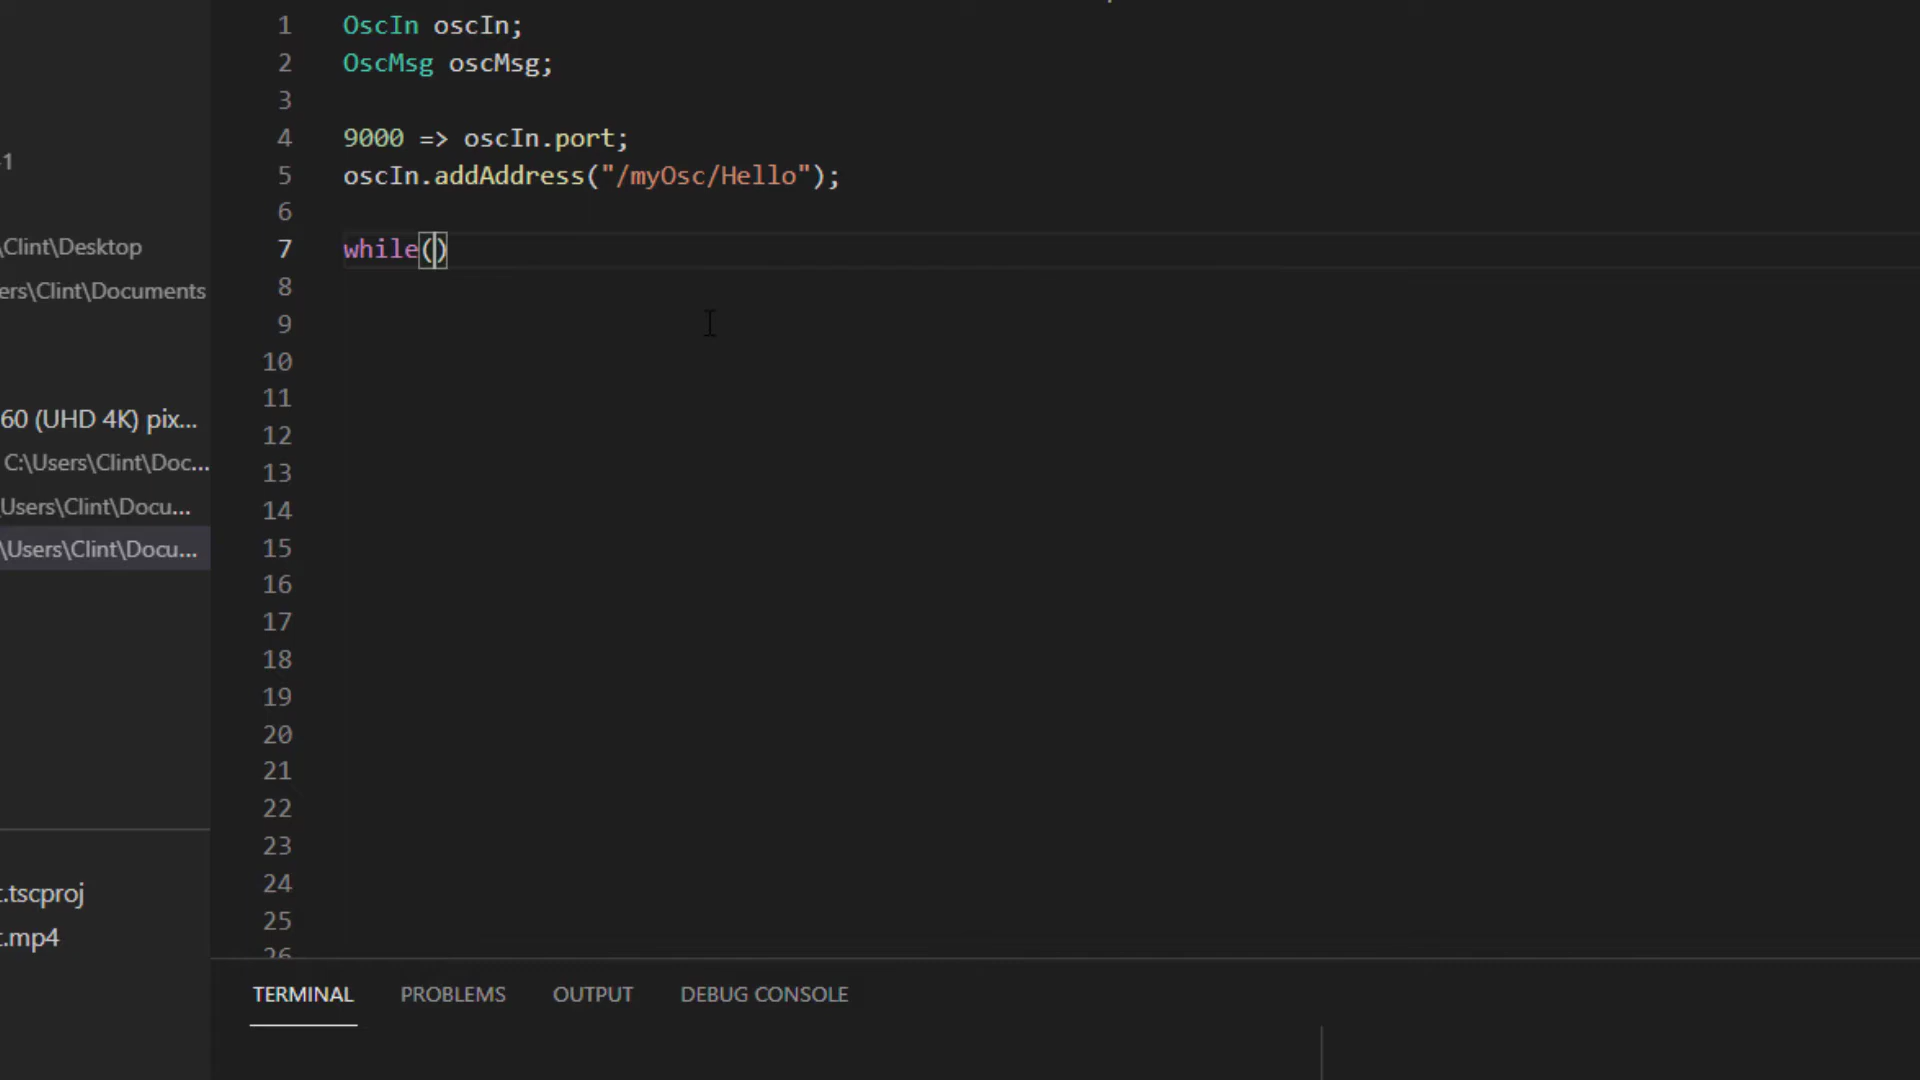 1 OscIn oscIn;
2 OscMsg oscMsg;
3
4 9000 => oscIn.port;
5 oscIn.addAddress("/myOsc/Hello");
6
7 while()
8
9
10
11
12
13
14
15
16
17
18
19
20
21
22
23
24
25
26
-1
\Clint\Desktop
ers\Clint\Documents
60 (UHD 4K) pix...
C:\Users\Clint\Doc...
Users\Clint\Docu...
\Users\Clint\Docu...
t.tscproj
t.mp4
TERMINAL PROBLEMS OUTPUT DEBUG CONSOLE